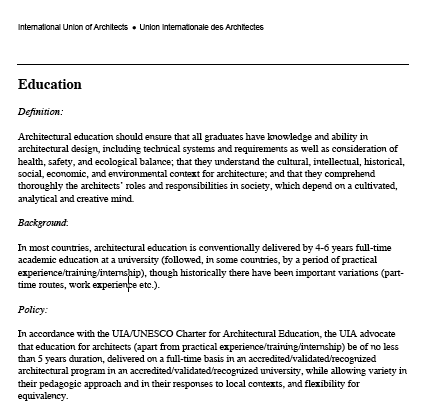 International Union of Architects • Union Internationale des Architectes
Education
Definition:
Architectural education should ensure that all graduates have knowledge and ability in
architectural design, including technical systems and requirements as well as consideration of
health, safety, and ecological balance; that they understand the cultural, intellectual, historical,
social, economic, and environmental context for architecture; and that they comprehend
thoroughly the architects' roles and responsibilities in society, which depend on a cultivated,
analytical and creative mind.
Background:
In most countries, architectural education is conventionally delivered by 4-6 years full-time
academic education at a university (followed, in some countries, by a period of practical
experience/training/internship), though historically there have been important variations (part-
time routes, work experience etc.).
Policy:
In accordance with the UIA/UNESCO Charter for Architectural Education, the UIA advocate
that education for architects (apart from practical experience/training/internship) be of no less
than 5 years duration, delivered on a full-time basis in an accredited/validated/recognized
architectural program in an accredited/validated/recognized university, while allowing variety in
their pedagogic approach and in their responses to local contexts, and flexibility for
equivalency.